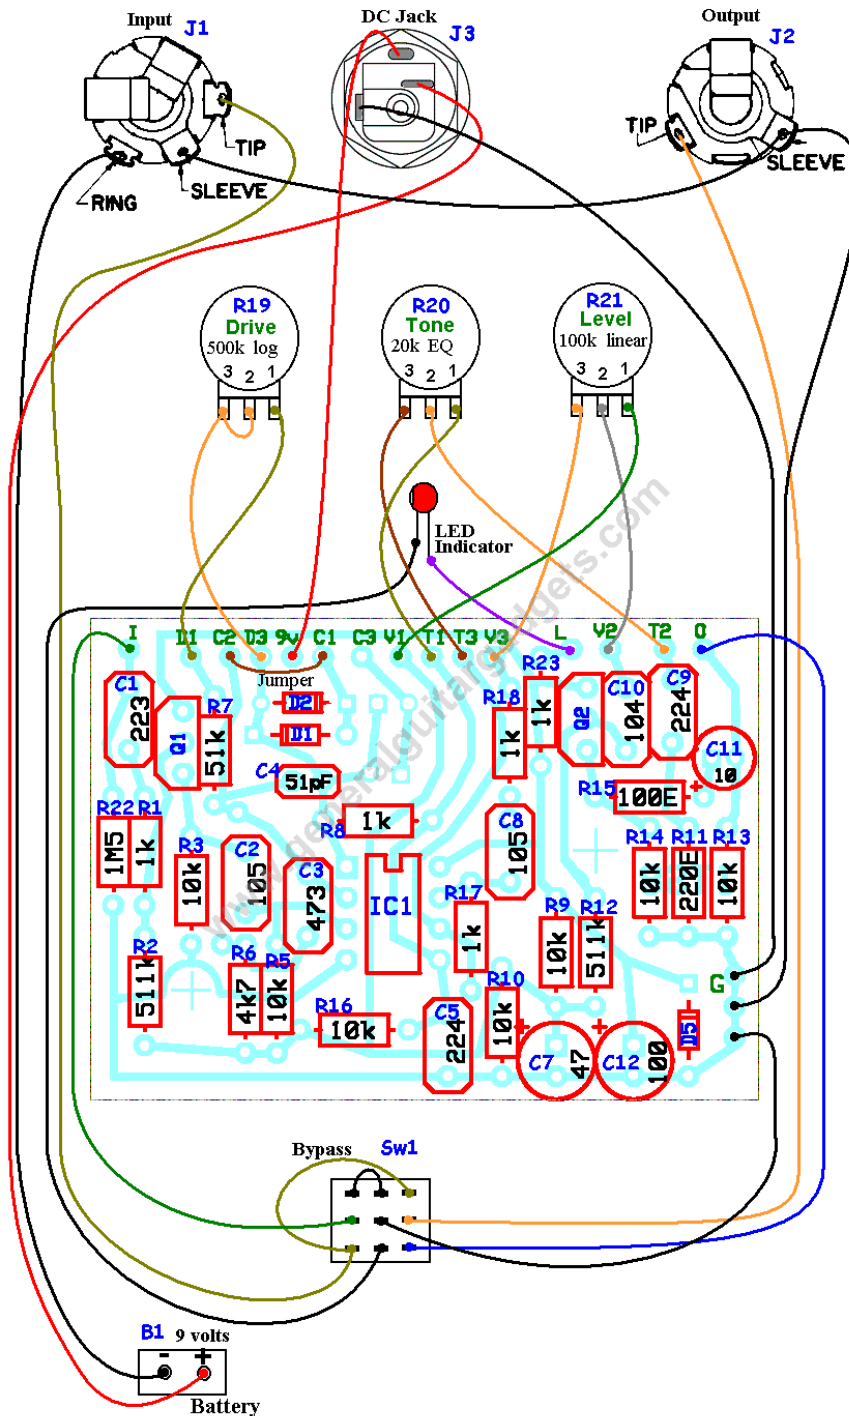 Input
DC Jack
Output
J1
J3
J2
TIP
SLEEVE
RING
TIP
SLEEVE
R19
Drive
500k log
3 2 1
R20
Tone
20k EQ
3 2 1
R21
Level
100k linear
3 2 1
LED
Indicator
www.generalguitargadgets.com
I D1 C2 D3 9v C1 C3 V1 T1 T3 V3 L V2 T2 O
Jumper
C1
223
Q1
R7
51k
D2
D1
C4
51pF
R18
1k
R23
1k
Q2
C10
104
C9
224
C11
10
R15
100E
+
R22
1M5
R1
1k
R3
10k
C2
105
C3
473
R8
1k
IC1
C8
105
R17
1k
R9
10k
R12
511k
R14
10k
R11
220E
R13
10k
R2
511k
R6
4k7
R5
10k
R16
10k
C5
224
R10
10k
+
C7
47
+
C12
100
D5
G
Bypass
Sw1
B1
9 volts
- +
Battery